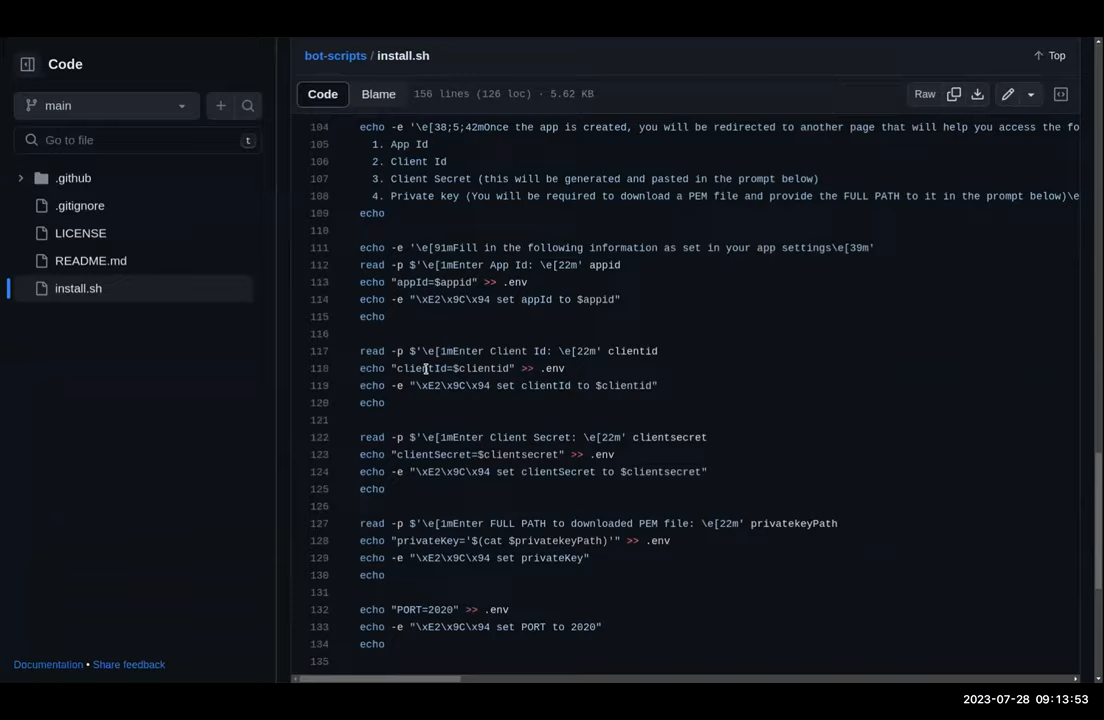 Code
bot-scripts / install.sh
Top
main
Code Blame 156 lines (126 loc) · 5.62 KB
Raw
Go to file t
.github
.gitignore
LICENSE
README.md
install.sh
104 echo -e '\e[38;5;42mOnce the app is created, you will be redirected to another page that will help you access the fo
105 1. App Id
106 2. Client Id
107 3. Client Secret (this will be generated and pasted in the prompt below)
108 4. Private key (You will be required to download a PEM file and provide the FULL PATH to it in the prompt below)\e
109 echo
110
111 echo -e '\e[91mFill in the following information as set in your app settings\e[39m'
112 read -p $'\e[1mEnter App Id: \e[22m' appid
113 echo "appId=$appid" >> .env
114 echo -e "\xE2\x9C\x94 set appId to $appid"
115 echo
116
117 read -p $'\e[1mEnter Client Id: \e[22m' clientid
118 echo "clientId=$clientid" >> .env
119 echo -e "\xE2\x9C\x94 set clientId to $clientid"
120 echo
121
122 read -p $'\e[1mEnter Client Secret: \e[22m' clientsecret
123 echo "clientSecret=$clientsecret" >> .env
124 echo -e "\xE2\x9C\x94 set clientSecret to $clientsecret"
125 echo
126
127 read -p $'\e[1mEnter FULL PATH to downloaded PEM file: \e[22m' privatekeyPath
128 echo "privateKey='$(cat $privatekeyPath)'" >> .env
129 echo -e "\xE2\x9C\x94 set privateKey"
130 echo
131
132 echo "PORT=2020" >> .env
133 echo -e "\xE2\x9C\x94 set PORT to 2020"
134 echo
135
Documentation • Share feedback
2023-07-28 09:13:53